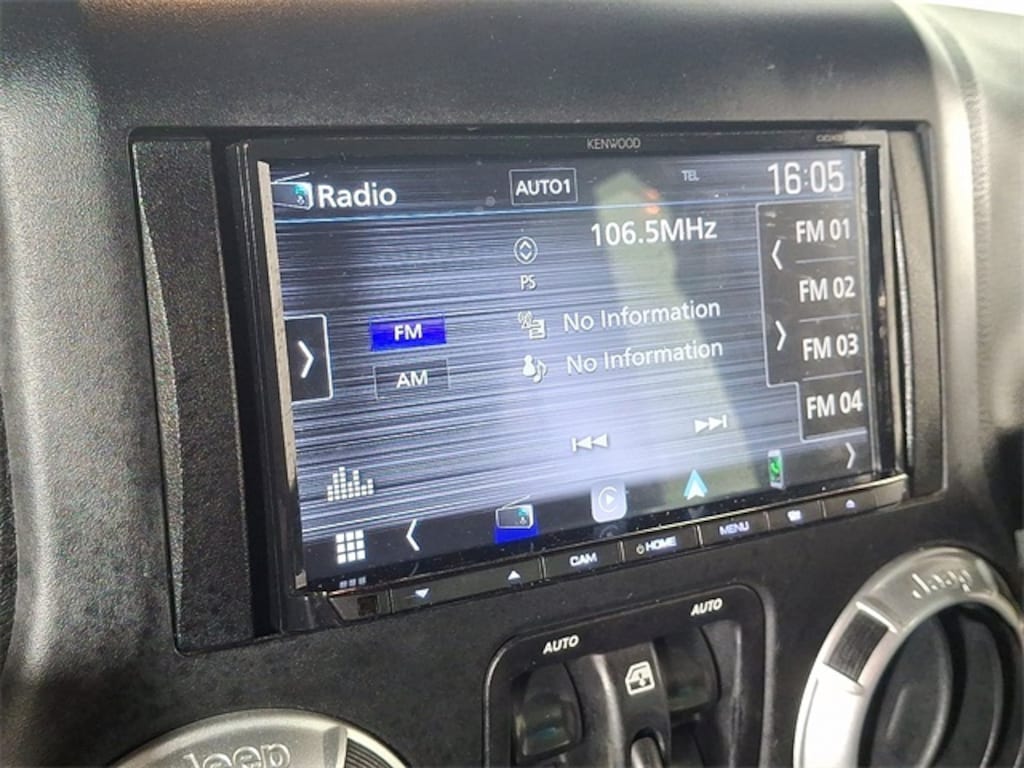 KENWOOD
Radio
AUTO1
TEL
16:05
106.5MHz
FM 01
PS
FM 02
No Information
FM
FM 03
No Information
AM
FM 04
CAM
HOME
MENU
AUTO
AUTO
Jeep
Jeep